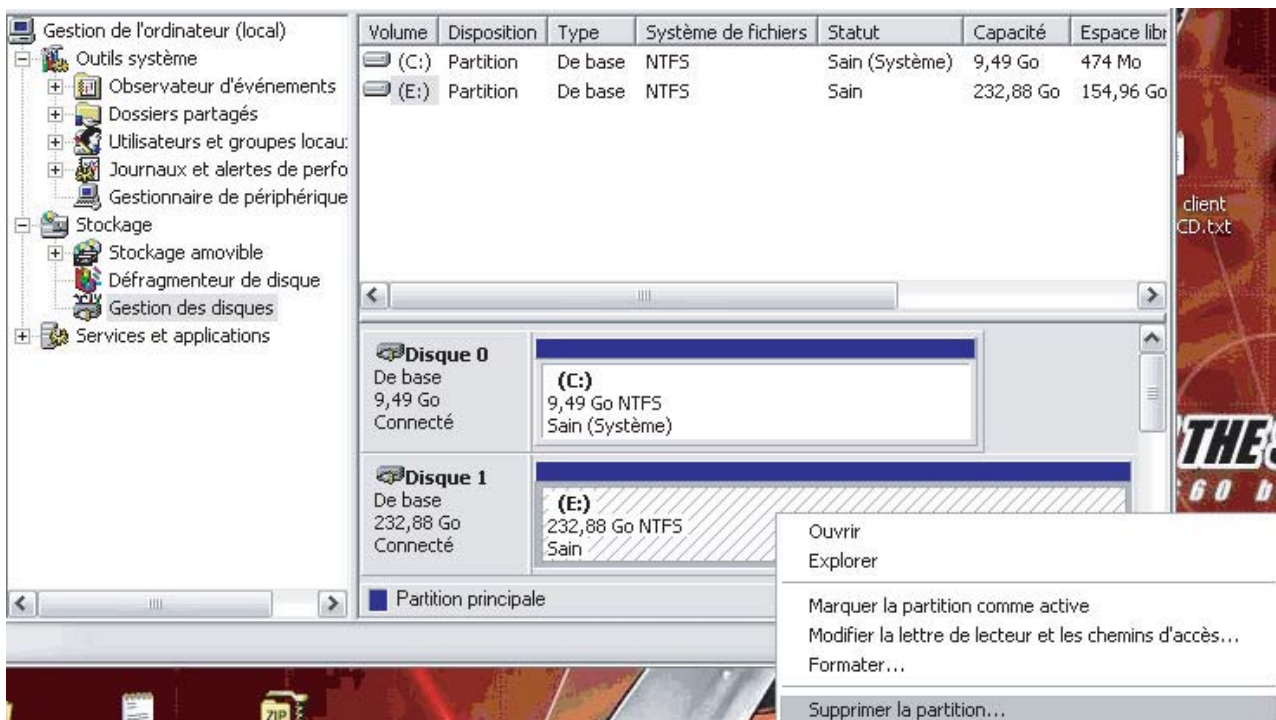 Gestion de l'ordinateur (local)
Outils système
Observateur d'événements
Dossiers partagés
Utilisateurs et groupes locau
Journaux et alertes de perfo
Gestionnaire de périphérique
Stockage
Stockage amovible
Défragmenteur de disque
Gestion des disques
Services et applications
Volume Disposition Type Système de fichiers Statut Capacité Espace libr
(C:) Partition De base NTFS Sain (Système) 9,49 Go 474 Mo
(E:) Partition De base NTFS Sain 232,88 Go 154,96 Go
Disque 0
De base
9,49 Go
Connecté
(C:)
9,49 Go NTFS
Sain (Système)
Disque 1
De base
232,88 Go
Connecté
(E:)
232,88 Go NTFS
Sain
Partition principale
Ouvrir
Explorer
Marquer la partition comme active
Modifier la lettre de lecteur et les chemins d'accès...
Formater...
Supprimer la partition...
client
CD.txt
THE
60 b
ZIP